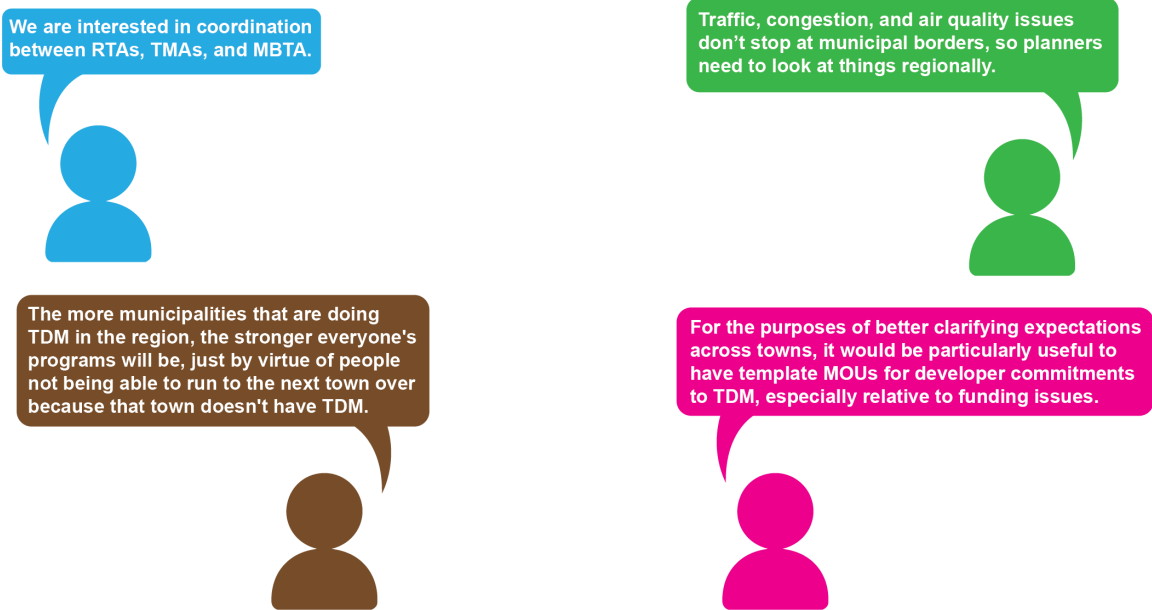 We are interested in coordination
between RTAs, TMAs, and MBTA.
Traffic, congestion, and air quality issues
don’t stop at municipal borders, so planners
need to look at things regionally.
The more municipalities that are doing
TDM in the region, the stronger everyone's
programs will be, just by virtue of people
not being able to run to the next town over
because that town doesn't have TDM.
For the purposes of better clarifying expectations
across towns, it would be particularly useful to
have template MOUs for developer commitments
to TDM, especially relative to funding issues.